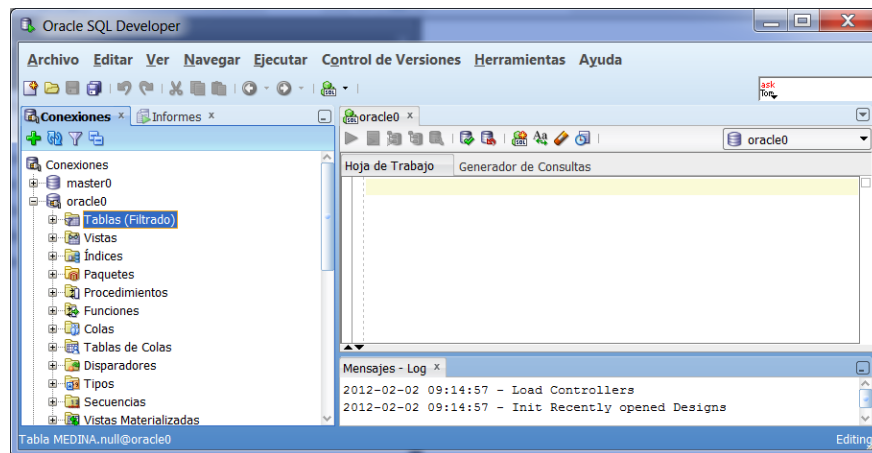 Oracle SQL Developer
Archivo Editar Ver Navegar Ejecutar Control de Versiones Herramientas Ayuda
ask
Tom
Conexiones x Informes x
oracle0 x
oracle0
Conexiones
master0
oracle0
Tablas (Filtrado)
Vistas
Índices
Paquetes
Procedimientos
Funciones
Colas
Tablas de Colas
Disparadores
Tipos
Secuencias
Vistas Materializadas
Hoja de Trabajo Generador de Consultas
Mensajes - Log x
2012-02-02 09:14:57 - Load Controllers
2012-02-02 09:14:57 - Init Recently opened Designs
Tabla MEDINA.null@oracle0
Editing